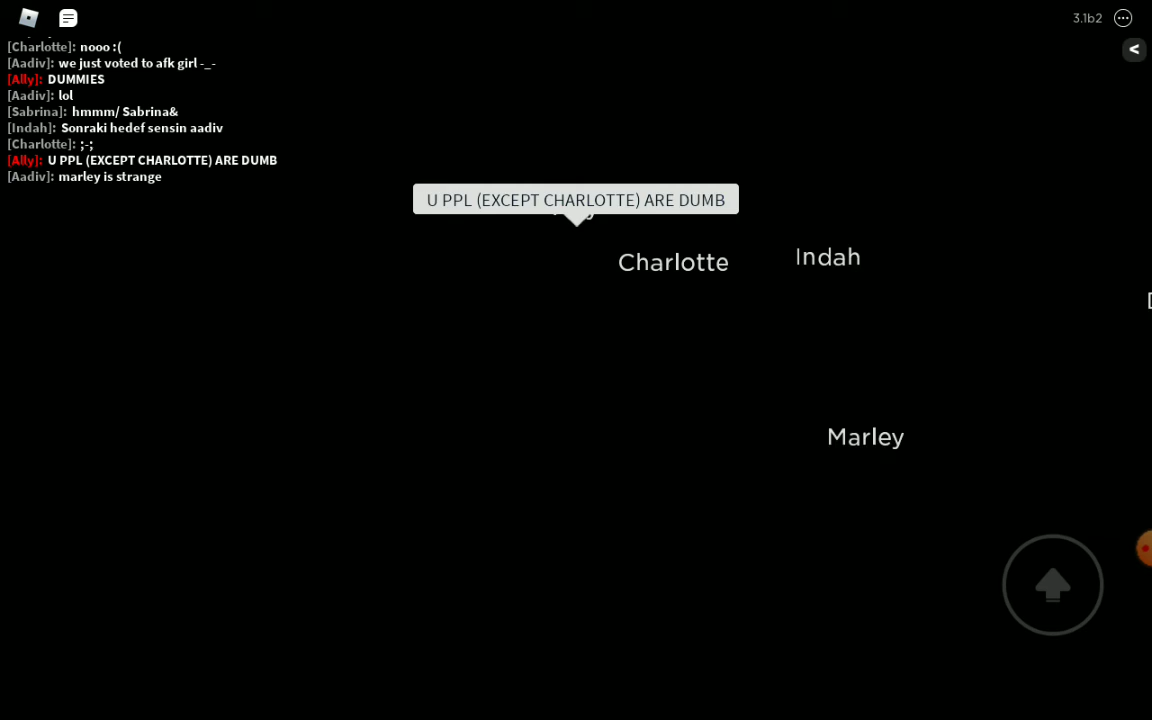 3.1b2
[Charlotte]: nooo :(
[Aadiv]: we just voted to afk girl -_-
[Ally]: DUMMIES
[Aadiv]: lol
[Sabrina]: hmmm/ Sabrina&
[Indah]: Sonraki hedef sensin aadiv
[Charlotte]: ;-;
[Ally]: U PPL (EXCEPT CHARLOTTE) ARE DUMB
[Aadiv]: marley is strange
U PPL (EXCEPT CHARLOTTE) ARE DUMB
Charlotte
Indah
Marley